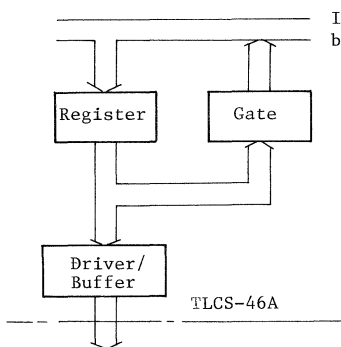 I
b
Register
Gate
Driver/
Buffer
TLCS-46A